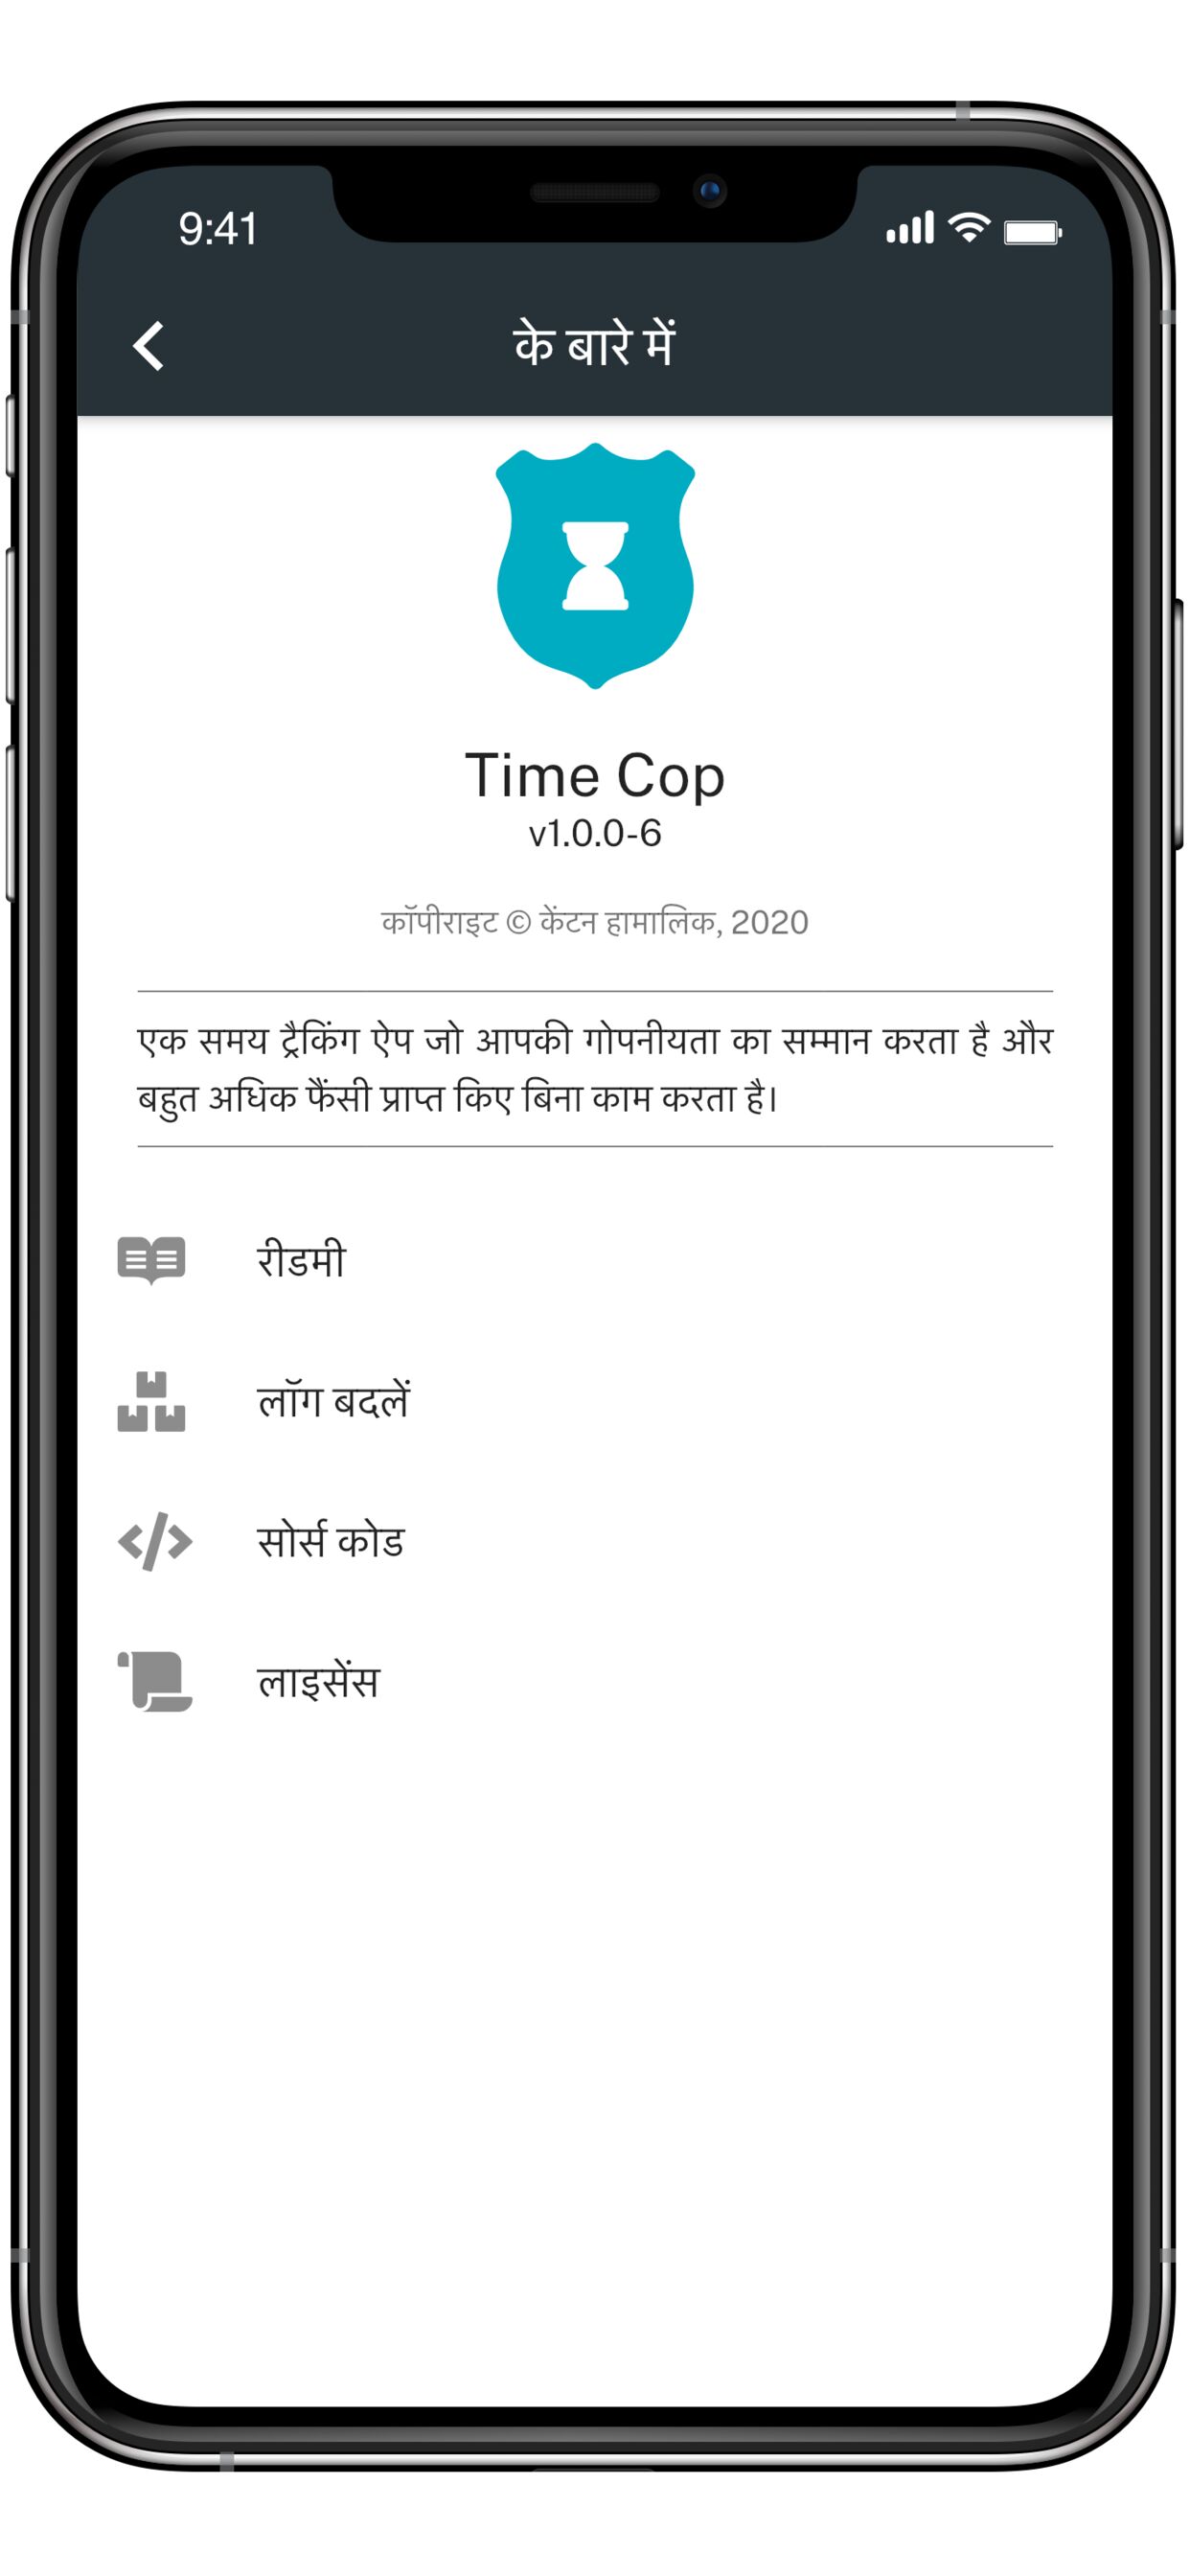 9:41
के बारे में
Time Cop
v1.0.0-6
कॉपीराइट © केंटन हामालिक, 2020
एक समय ट्रैकिंग ऐप जो आपकी गोपनीयता का सम्मान करता है और
बहुत अधिक फैंसी प्राप्त किए बिना काम करता है।
रीडमी
लॉग बदलें
सोर्स कोड
लाइसेंस